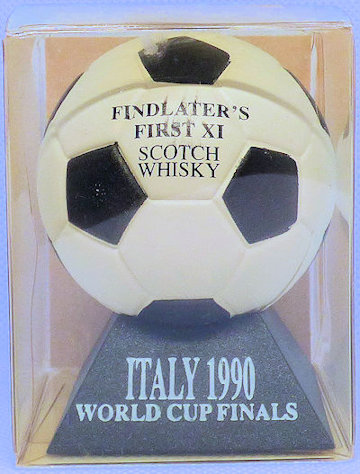 FINDLATER'S
FIRST XI
SCOTCH
WHISKY
ITALY 1990
WORLD CUP FINALS